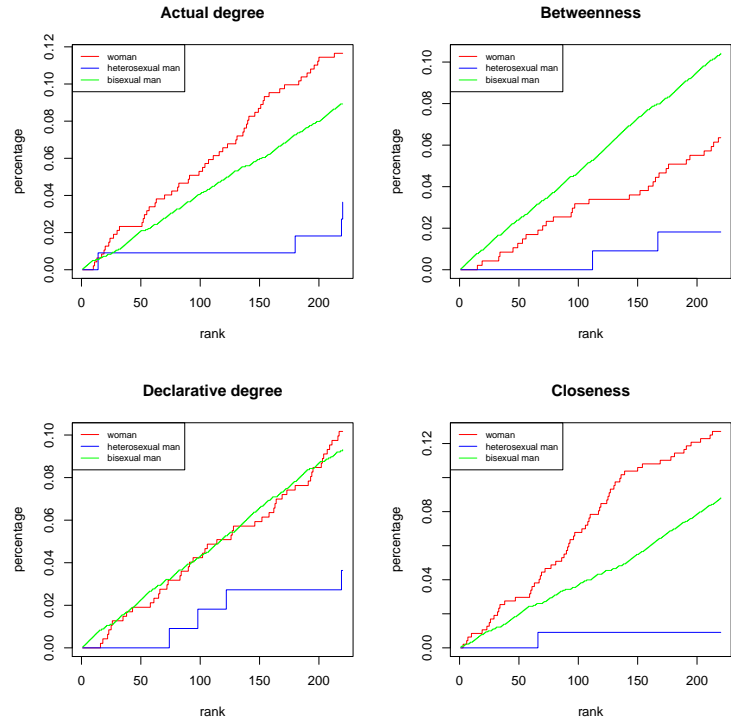 Actual degree
woman
heterosexual man
bisexual man
percentage
0.00 0.02 0.04 0.06 0.08 0.10 0.12
0 50 100 150 200
rank
Betweenness
woman
heterosexual man
bisexual man
percentage
0.00 0.02 0.04 0.06 0.08 0.10
0 50 100 150 200
rank
Declarative degree
woman
heterosexual man
bisexual man
percentage
0.00 0.02 0.04 0.06 0.08 0.10
0 50 100 150 200
rank
Closeness
woman
heterosexual man
bisexual man
percentage
0.00 0.04 0.08 0.12
0 50 100 150 200
rank